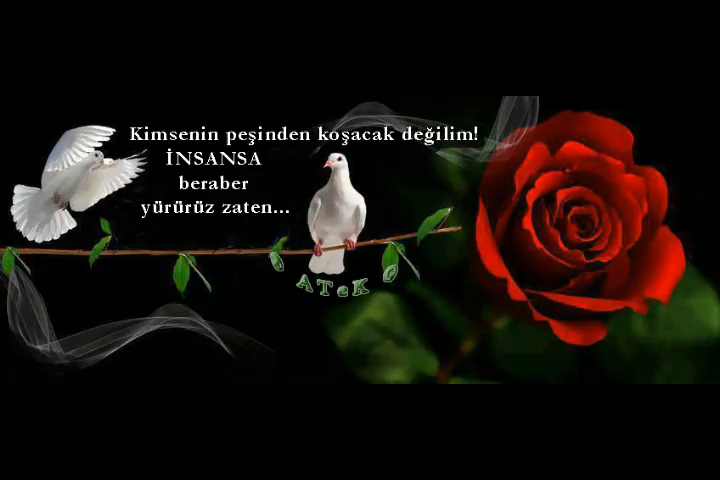 Kimsenin peşinden koşacak değilim!
İNSANSA
beraber
yürürüz zaten...
ATeK